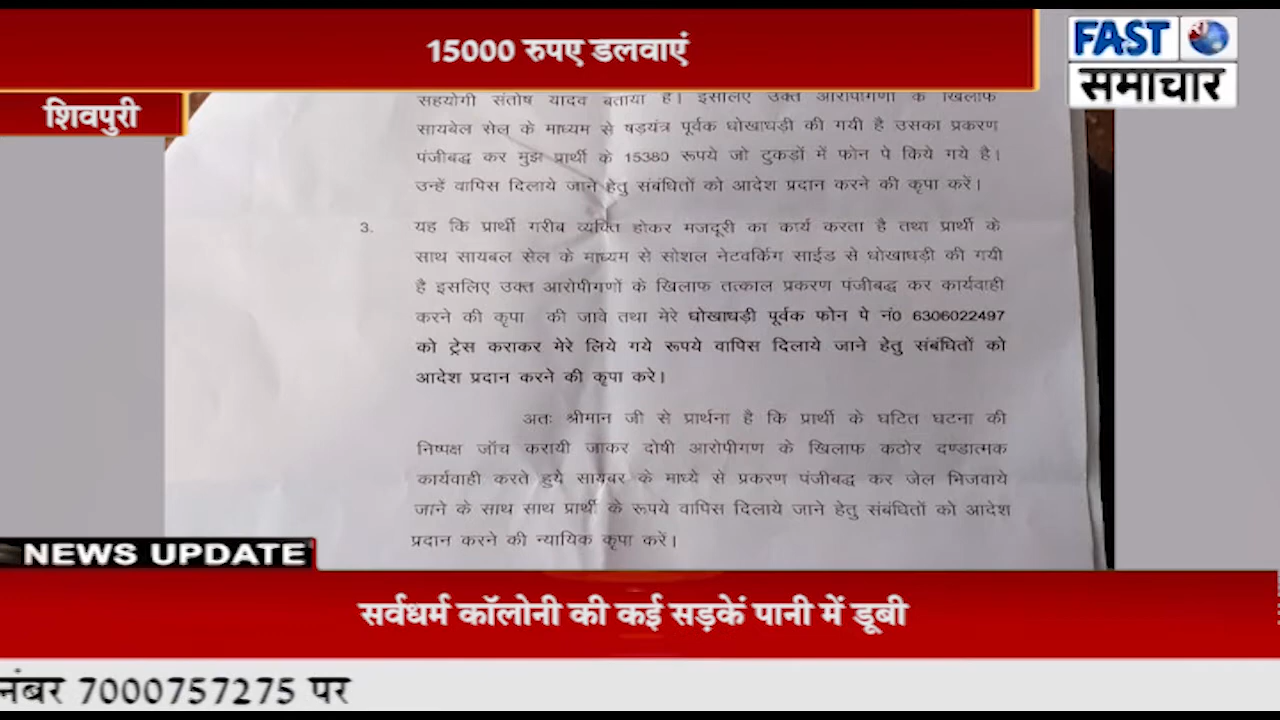 15000 रुपए डलवाएं
FAST
समाचार
शिवपुरी
सहयोगी संतोष यादव बताया है। इसलिए उक्त आरोपीगणों के खिलाफ
सायबेल सेल के माध्यम से षड़यंत्र पूर्वक धोखाधड़ी की गयी है उसका प्रकरण
पंजीबद्ध कर मुझ प्रार्थी के 15380 रूपये जो टुकड़ों में फोन पे किये गये है।
उन्हें वापिस दिलाये जाने हेतु संबंधितों को आदेश प्रदान करने की कृपा करें।
3. यह कि प्रार्थी गरीब व्यक्ति होकर मजदूरी का कार्य करता है तथा प्रार्थी के
साथ सायबल सेल के माध्यम से सोशल नेटवर्किंग साईड से धोखाधड़ी की गयी
है इसलिए उक्त आरोपीगणों के खिलाफ तत्काल प्रकरण पंजीबद्ध कर कार्यवाही
करने की कृपा की जावे तथा मेरे धोखाधड़ी पूर्वक फोन पे नं0 6306022497
को ट्रेस कराकर मेरे लिये गये रूपये वापिस दिलाये जाने हेतु संबंधितों को
आदेश प्रदान करने की कृपा करे।
अतः श्रीमान जी से प्रार्थना है कि प्रार्थी के घटित घटना की
निष्पक्ष जॉच करायी जाकर दोषी आरोपीगण के खिलाफ कठोर दण्डात्मक
कार्यवाही करते हुये सायबर के माध्ये से प्रकरण पंजीबद्ध कर जेल भिजवाये
जाने के साथ साथ प्रार्थी के रूपये वापिस दिलाये जाने हेतु संबंधितों को आदेश
प्रदान करने की न्यायिक कृपा करें।
NEWS UPDATE
सर्वधर्म कॉलोनी की कई सड़कें पानी में डूबी
नंबर 7000757275 पर